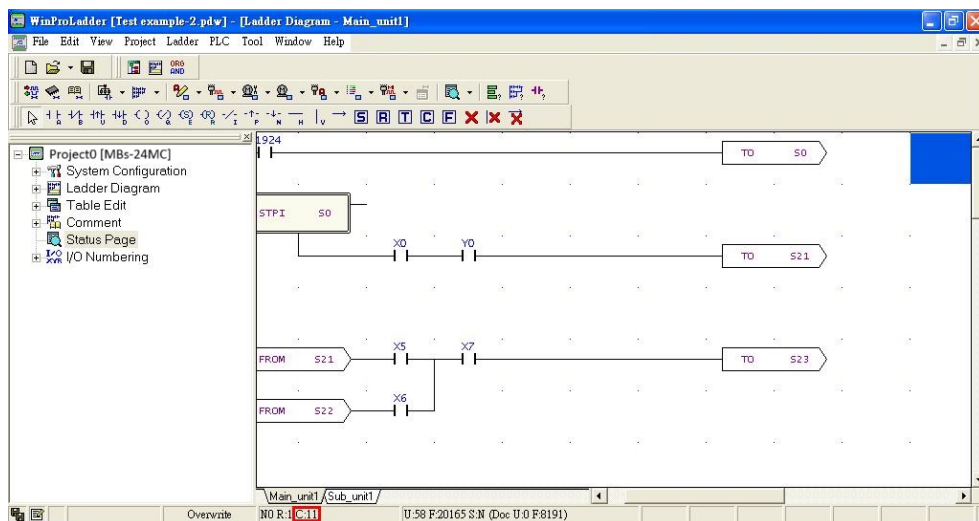 WinProLadder [Test example-2.pdw] - [Ladder Diagram - Main_unit1]
File Edit View Project Ladder PLC Tool Window Help
ORG
AND
A B U D O Q S R I P N H V S R T C F
Project0 [MBs-24MC]
System Configuration
Ladder Diagram
Table Edit
Comment
Status Page
I/O Numbering
1924
TO S0
STPI S0
X0 Y0
TO S21
X5 X7
FROM S21
TO S23
X6
FROM S22
Main_unit1 Sub_unit1
Overwrite N0 R:1 C:11 U:58 F:20165 S:N (Doc U:0 F:8191)